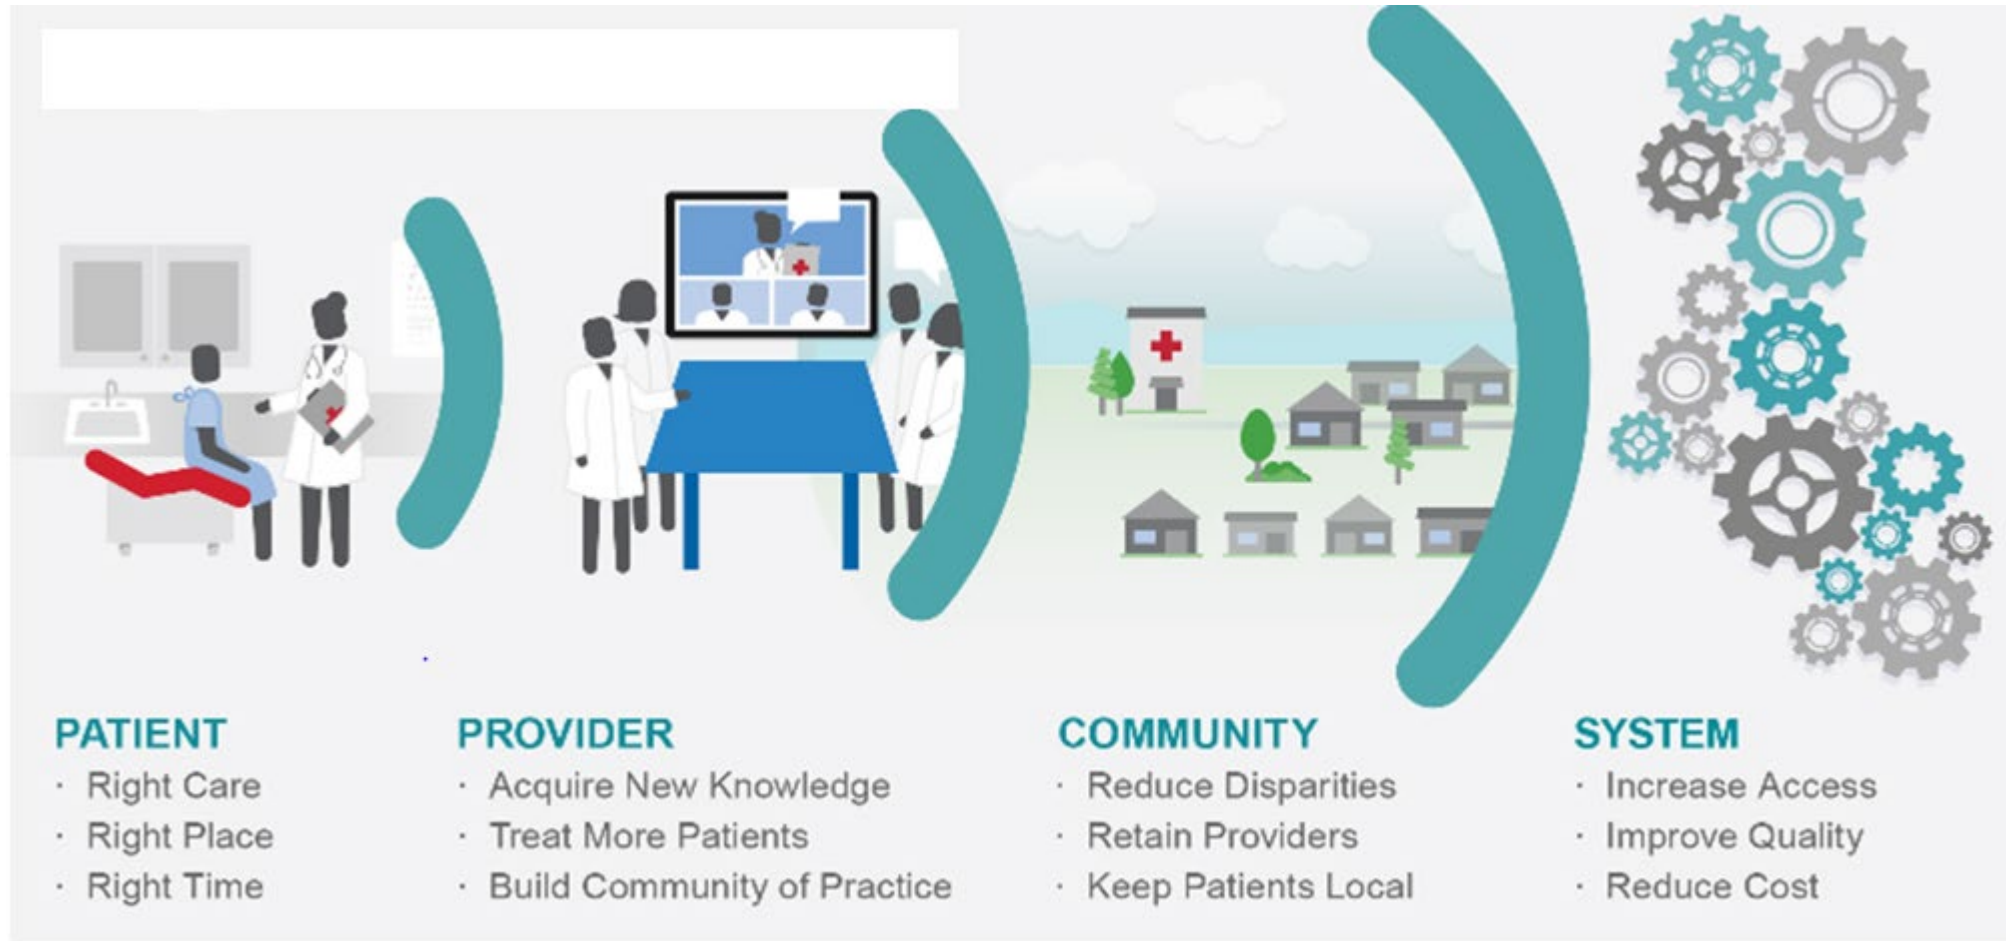 PATIENT
· Right Care
· Right Place
· Right Time
PROVIDER
· Acquire New Knowledge
· Treat More Patients
· Build Community of Practice
COMMUNITY
· Reduce Disparities
· Retain Providers
· Keep Patients Local
SYSTEM
· Increase Access
· Improve Quality
· Reduce Cost